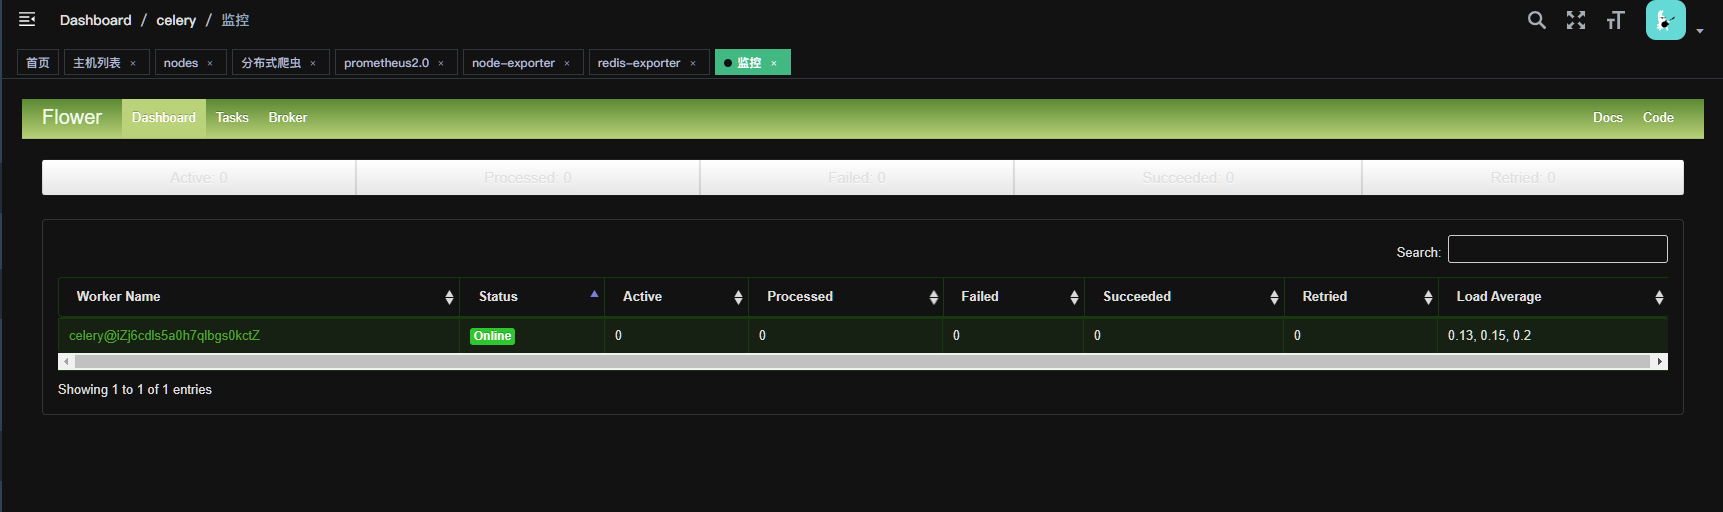 Dashboard / celery / 监控
首页 主机列表 × nodes × 分布式爬虫 × prometheus2.0 × node-exporter × redis-exporter × 监控 ×
Flower Dashboard Tasks Broker Docs Code
Active: 0 Processed: 0 Failed: 0 Succeeded: 0 Retried: 0
Search:
Worker Name Status Active Processed Failed Succeeded Retried Load Average
celery@iZj6cdls5a0h7qlbgs0kctZ Online 0 0 0 0 0 0.13, 0.15, 0.2
Showing 1 to 1 of 1 entries